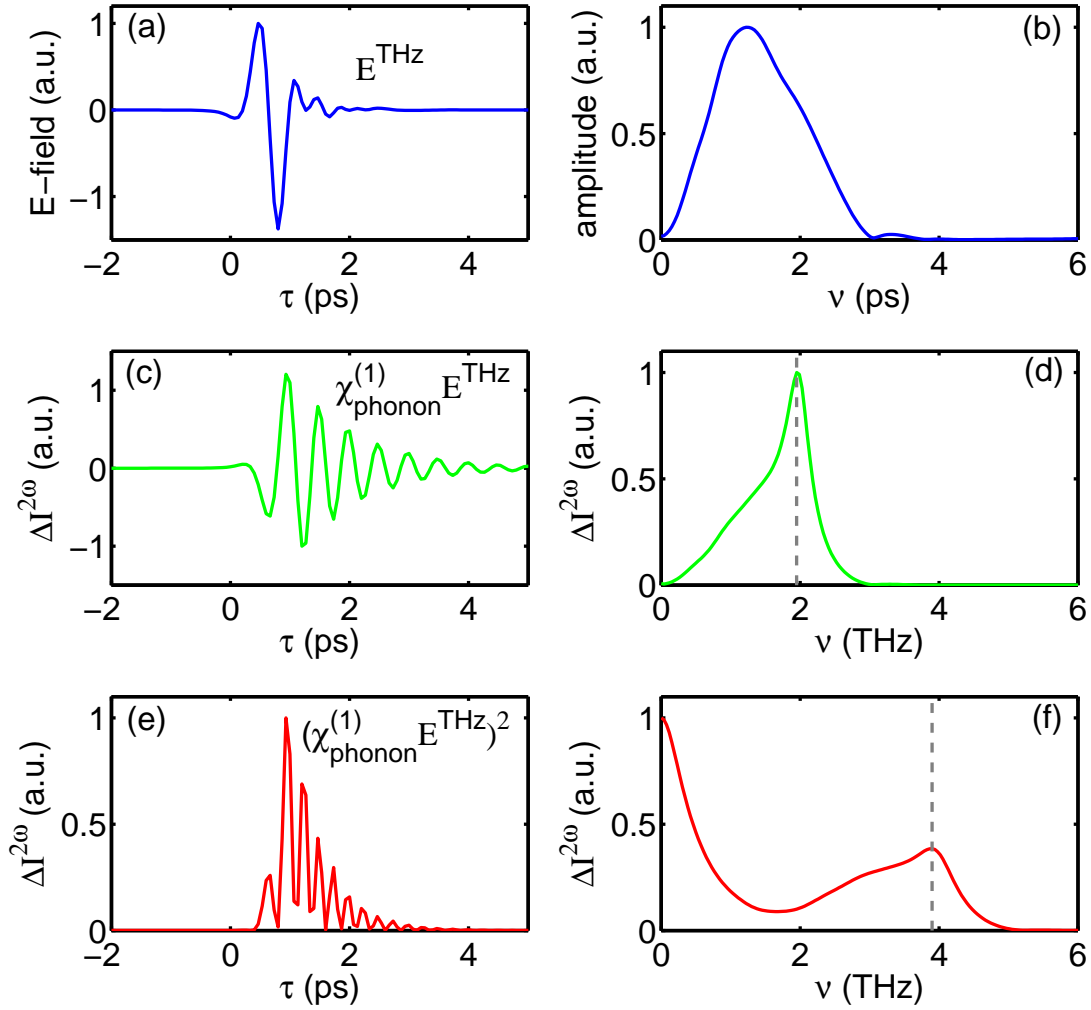 (a)
E^THz
E−field (a.u.)
1
0
−1
−2 0 2 4
τ (ps)
(b)
amplitude (a.u.)
1
0.5
0
0 2 4 6
ν (ps)
(c)
χ^(1)_phonon E^THz
ΔI^2ω (a.u.)
1
0
−1
−2 0 2 4
τ (ps)
(d)
ΔI^2ω (a.u.)
1
0.5
0
0 2 4 6
ν (THz)
(e)
(χ^(1)_phonon E^THz)^2
ΔI^2ω (a.u.)
1
0.5
0
−2 0 2 4
τ (ps)
(f)
ΔI^2ω (a.u.)
1
0.5
0
0 2 4 6
ν (THz)